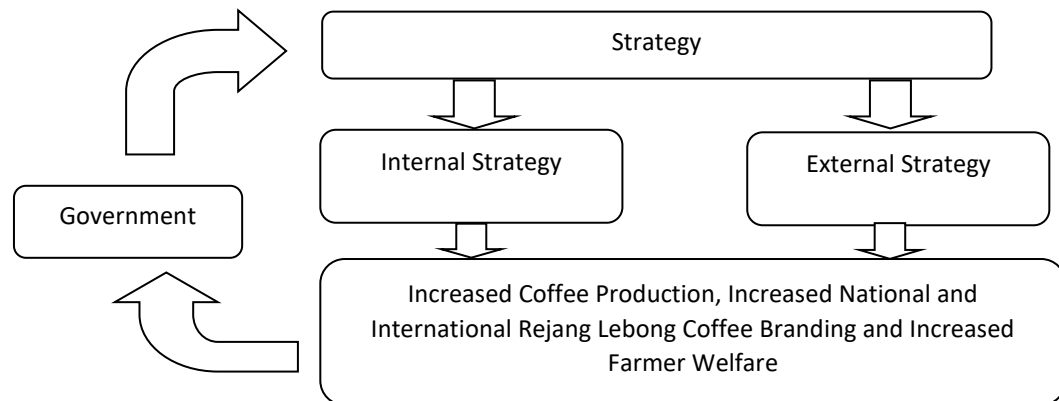 Strategy
Internal Strategy
External Strategy
Government
Increased Coffee Production, Increased National and
International Rejang Lebong Coffee Branding and Increased
Farmer Welfare